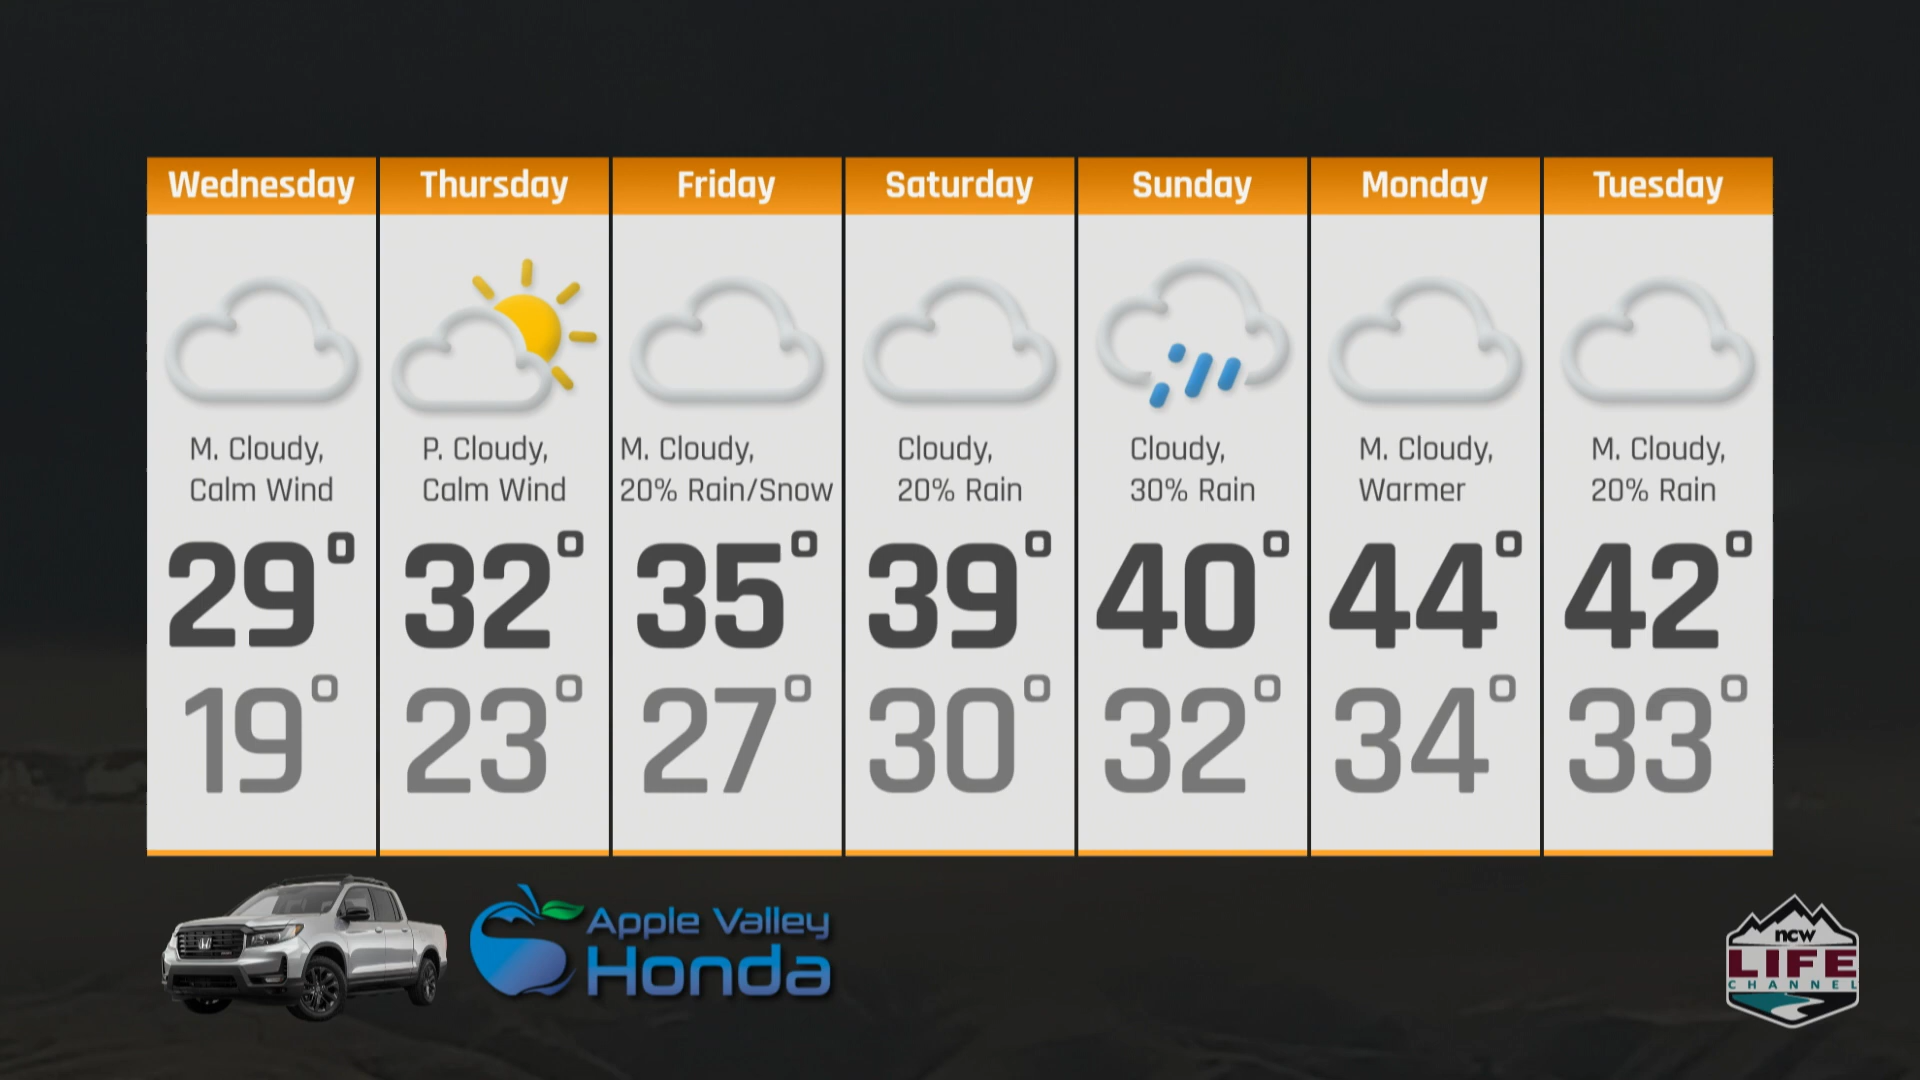 Wednesday
M. Cloudy,
Calm Wind
29°
19°
Thursday
P. Cloudy,
Calm Wind
32°
23°
Friday
M. Cloudy,
20% Rain/Snow
35°
27°
Saturday
Cloudy,
20% Rain
39°
30°
Sunday
Cloudy,
30% Rain
40°
32°
Monday
M. Cloudy,
Warmer
44°
34°
Tuesday
M. Cloudy,
20% Rain
42°
33°
Apple Valley
Honda
ncw
LIFE
CHANNEL